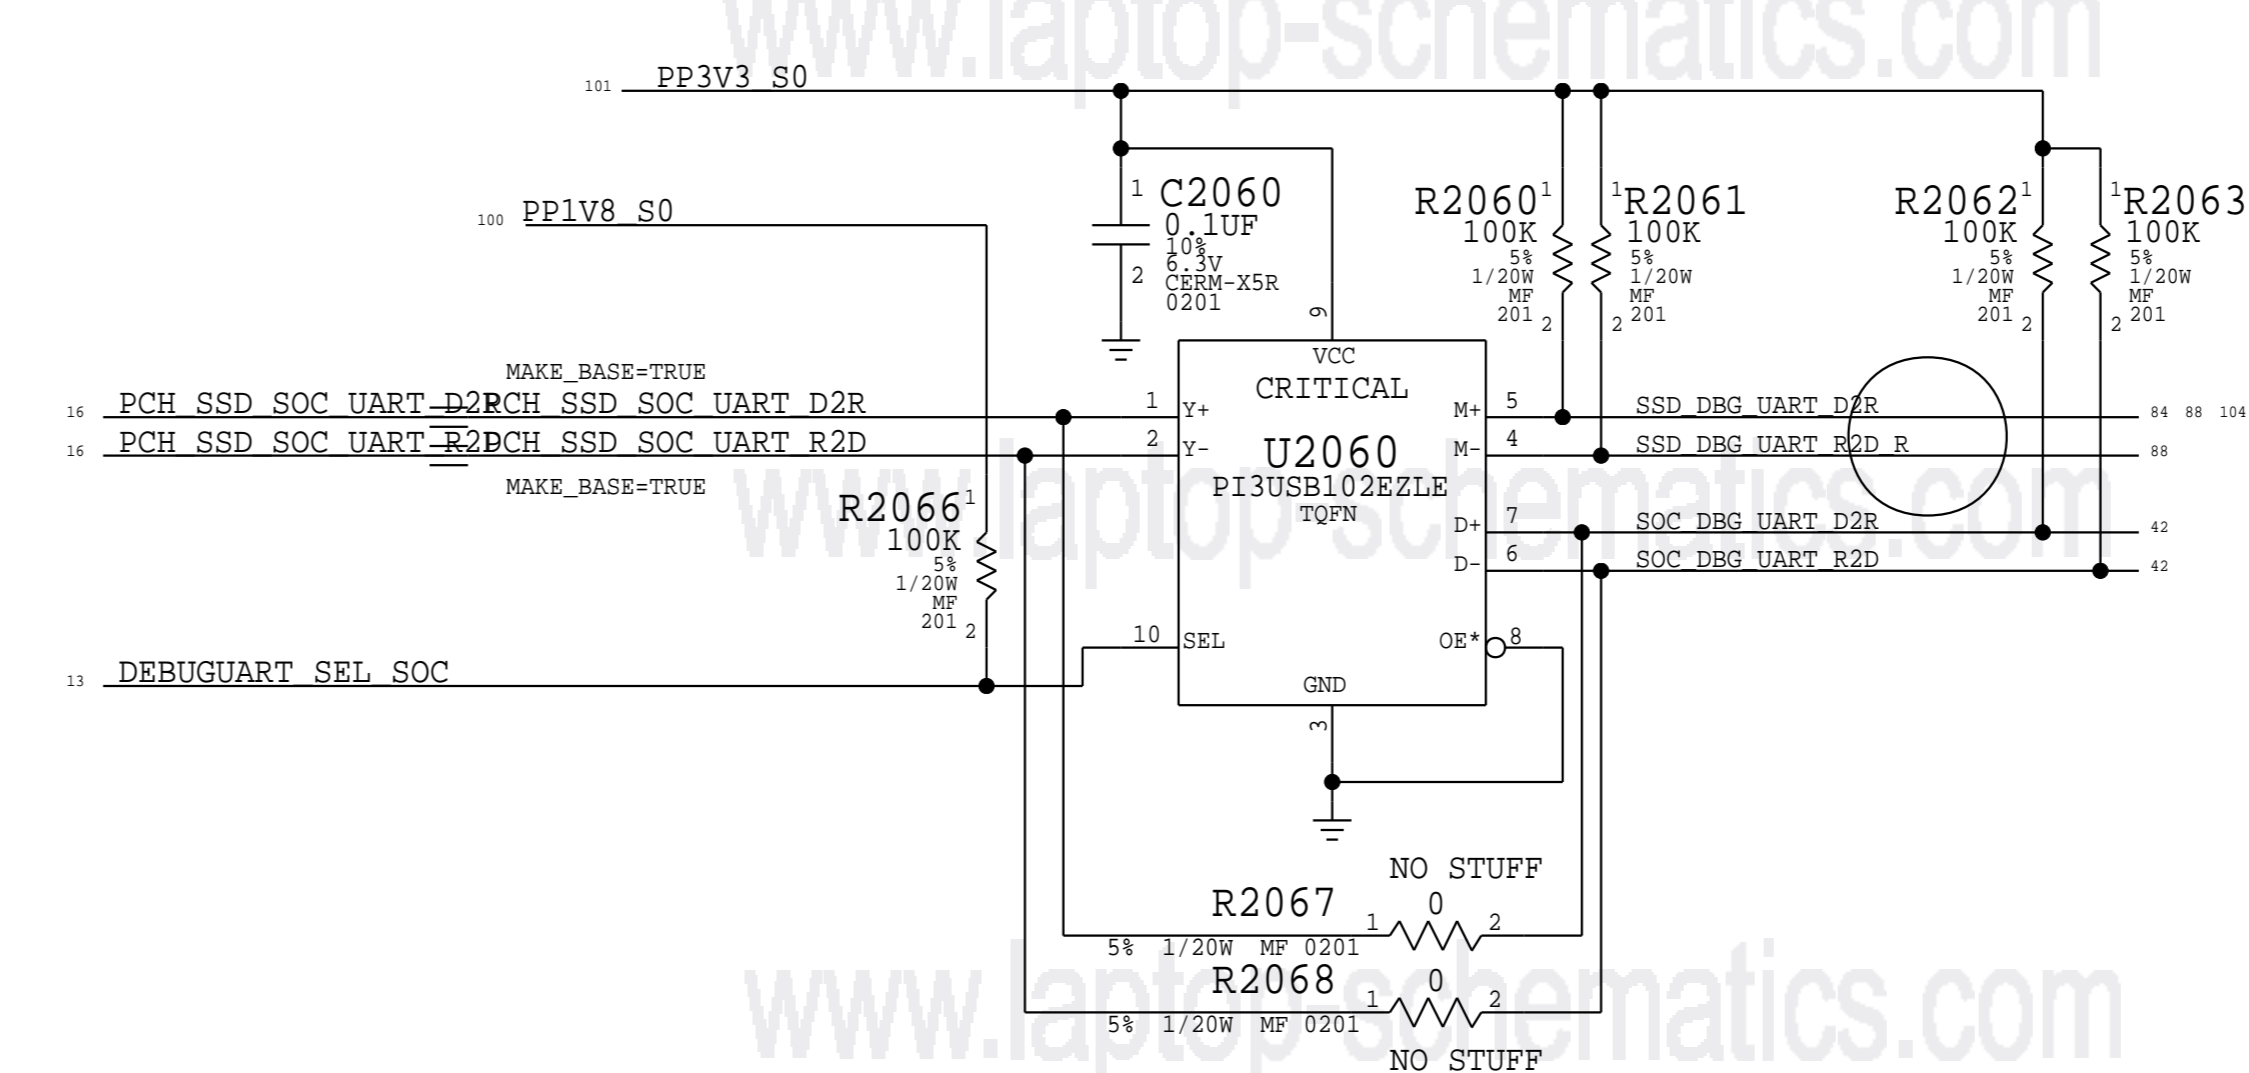 www.laptop-schematics.com
101 PP3V3_S0
100 PP1V8_S0
1 C2060
0.1UF
10%
6.3V
2 CERM-X5R
0201
R2060 1
100K
5%
1/20W
MF
201 2
1 R2061
100K
5%
1/20W
MF
2 201
R2062 1
100K
5%
1/20W
MF
201 2
1 R2063
100K
5%
1/20W
MF
2 201
MAKE_BASE=TRUE
16 PCH_SSD_SOC_UART_D2R PCH_SSD_SOC_UART_D2R
16 PCH_SSD_SOC_UART_R2D PCH_SSD_SOC_UART_R2D
MAKE_BASE=TRUE
R2066 1
100K
5%
1/20W
MF
201 2
13 DEBUGUART_SEL_SOC
9
VCC
CRITICAL
1 Y+
2 Y-
U2060
PI3USB102EZLE
TQFN
10 SEL
GND
3
M+ 5 SSD_DBG_UART_D2R 84 88 104
M- 4 SSD_DBG_UART_R2D_R 88
D+ 7 SOC_DBG_UART_D2R 42
D- 6 SOC_DBG_UART_R2D 42
OE* 8
www.laptop-schematics.com
NO STUFF
R2067 1 0 2
5% 1/20W MF 0201
R2068 1 0 2
5% 1/20W MF 0201
NO STUFF
www.laptop-schematics.com